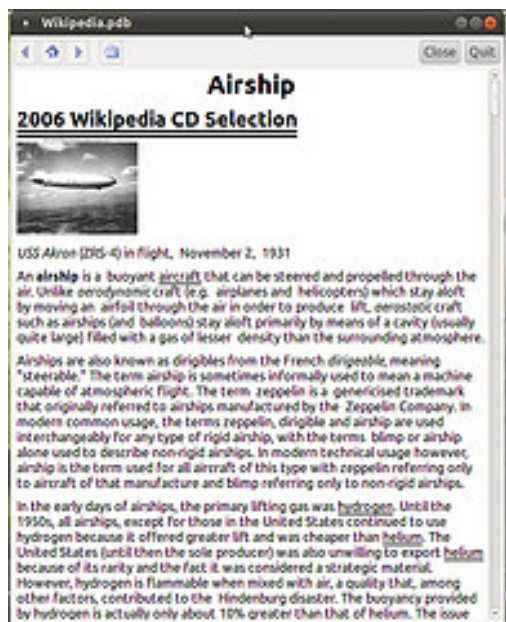 Wikipedia.pdb
Close Quit
Airship
2006 Wikipedia CD Selection
USS Akron (ZRS-4) in flight, November 2, 1931
An airship is a buoyant aircraft that can be steered and propelled through the
air. Unlike aerodynamic craft (e.g. airplanes and helicopters) which stay aloft
by moving an airfoil through the air in order to produce lift, aerostatic craft
such as airships (and balloons) stay aloft primarily by means of a cavity (usually
quite large) filled with a gas of lesser density than the surrounding atmosphere.
Airships are also known as dirigibles from the French dirigeable, meaning
"steerable." The term airship is sometimes informally used to mean a machine
capable of atmospheric flight. The term zeppelin is a genericised trademark
that originally referred to airships manufactured by the Zeppelin Company. In
modern common usage, the terms zeppelin, dirigible and airship are used
interchangeably for any type of rigid airship, with the terms blimp or airship
alone used to describe non-rigid airships. In modern technical usage however,
airship is the term used for all aircraft of this type with zeppelin referring only
to aircraft of that manufacture and blimp referring only to non-rigid airships.
In the early days of airships, the primary lifting gas was hydrogen. Until the
1950s, all airships, except for those in the United States continued to use
hydrogen because it offered greater lift and was cheaper than helium. The
United States (until then the sole producer) was also unwilling to export helium
because of its rarity and the fact it was considered a strategic material.
However, hydrogen is flammable when mixed with air, a quality that, among
other factors, contributed to the Hindenburg disaster. The buoyancy provided
by hydrogen is actually only about 10% greater than that of helium. The issue